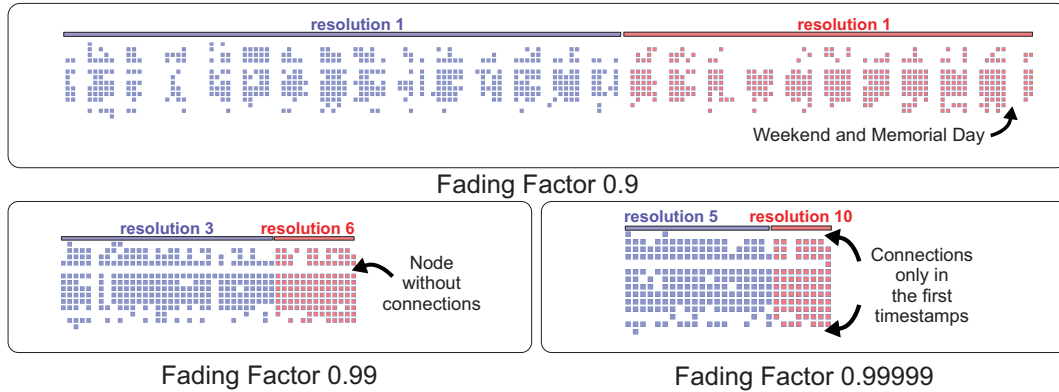 resolution 1 resolution 1
Weekend and Memorial Day
Fading Factor 0.9
resolution 3 resolution 6
Node
without
connections
Fading Factor 0.99
resolution 5 resolution 10
Connections
only in
the first
timestamps
Fading Factor 0.99999